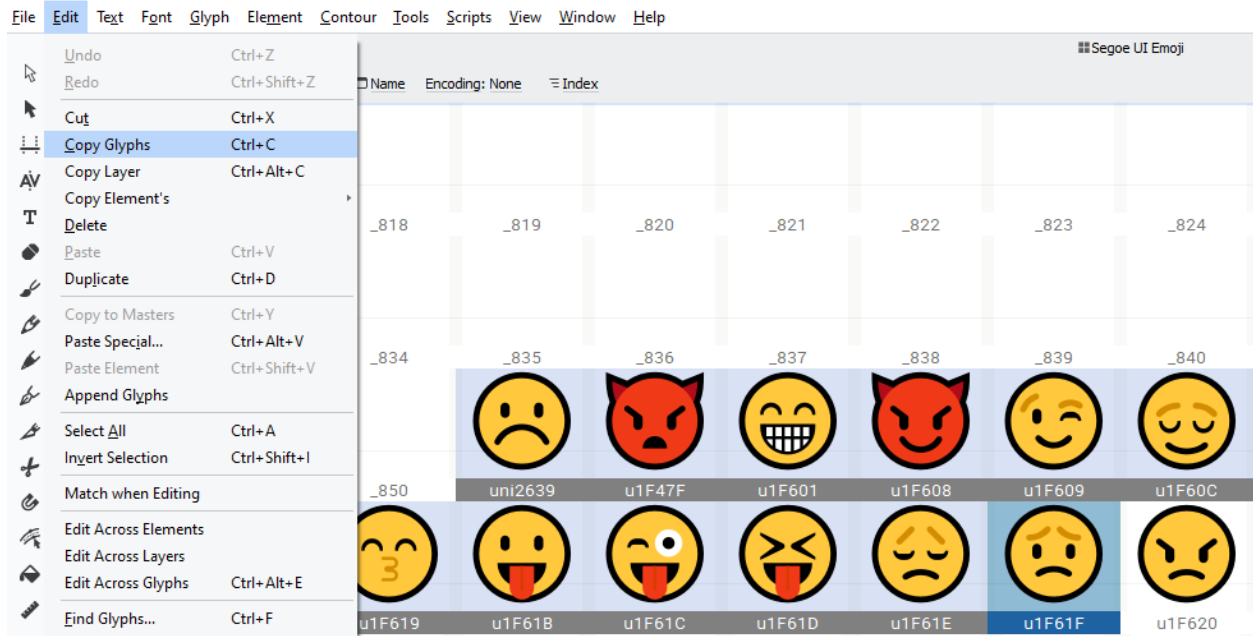 File Edit Text Font Glyph Element Contour Tools Scripts View Window Help
Segoe UI Emoji
Name Encoding: None Index
Undo Ctrl+Z
Redo Ctrl+Shift+Z
Cut Ctrl+X
Copy Glyphs Ctrl+C
Copy Layer Ctrl+Alt+C
Copy Element's
Delete
Paste Ctrl+V
Duplicate Ctrl+D
Copy to Masters Ctrl+Y
Paste Special... Ctrl+Alt+V
Paste Element Ctrl+Shift+V
Append Glyphs
Select All Ctrl+A
Invert Selection Ctrl+Shift+I
Match when Editing
Edit Across Elements
Edit Across Layers
Edit Across Glyphs Ctrl+Alt+E
Find Glyphs... Ctrl+F
_818 _819 _820 _821 _822 _823 _824
_834 _835 _836 _837 _838 _839 _840
_850 uni2639 u1F47F u1F601 u1F608 u1F609 u1F60C
u1F619 u1F61B u1F61C u1F61D u1F61E u1F61F u1F620